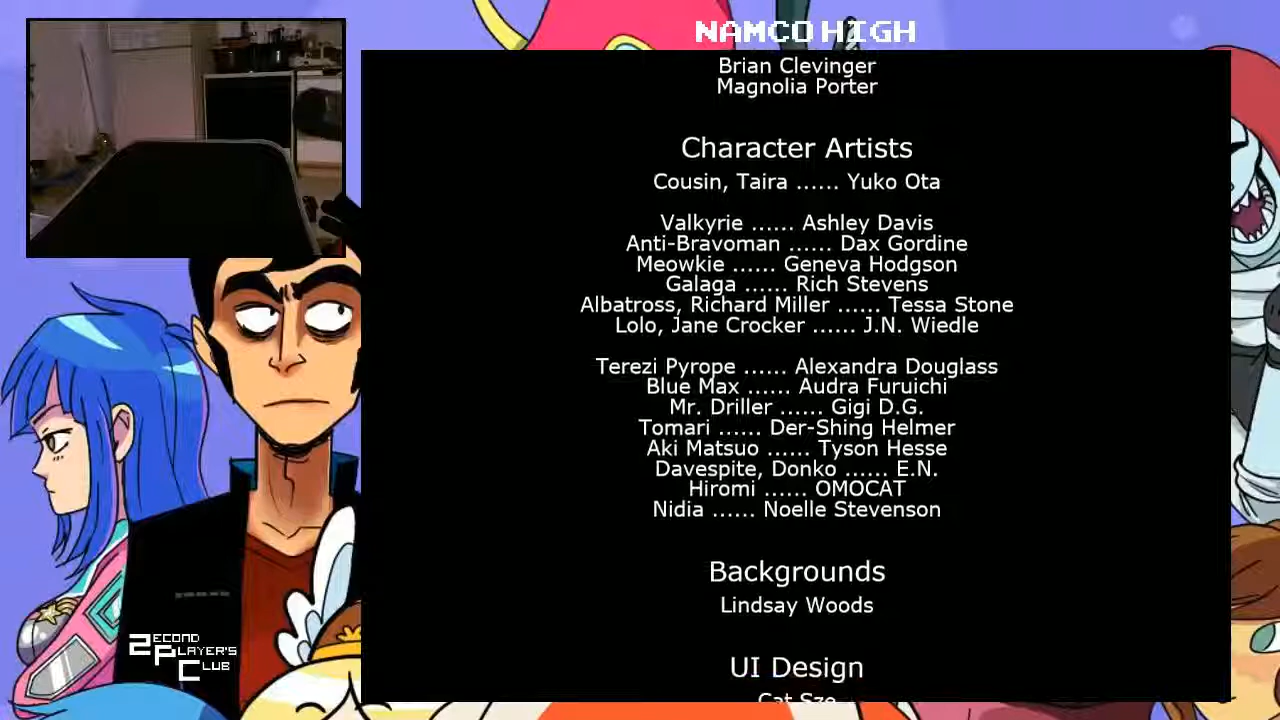 NAMCO HIGH
Brian Clevinger
Magnolia Porter
Character Artists
Cousin, Taira ...... Yuko Ota
Valkyrie ...... Ashley Davis
Anti-Bravoman ...... Dax Gordine
Meowkie ...... Geneva Hodgson
Galaga ...... Rich Stevens
Albatross, Richard Miller ...... Tessa Stone
Lolo, Jane Crocker ...... J.N. Wiedle
Terezi Pyrope ...... Alexandra Douglass
Blue Max ...... Audra Furuichi
Mr. Driller ...... Gigi D.G.
Tomari ...... Der-Shing Helmer
Aki Matsuo ...... Tyson Hesse
Davespite, Donko ...... E.N.
Hiromi ...... OMOCAT
Nidia ...... Noelle Stevenson
Backgrounds
Lindsay Woods
UI Design
Cat Sze
2ECOND
PLAYER'S
CLUB